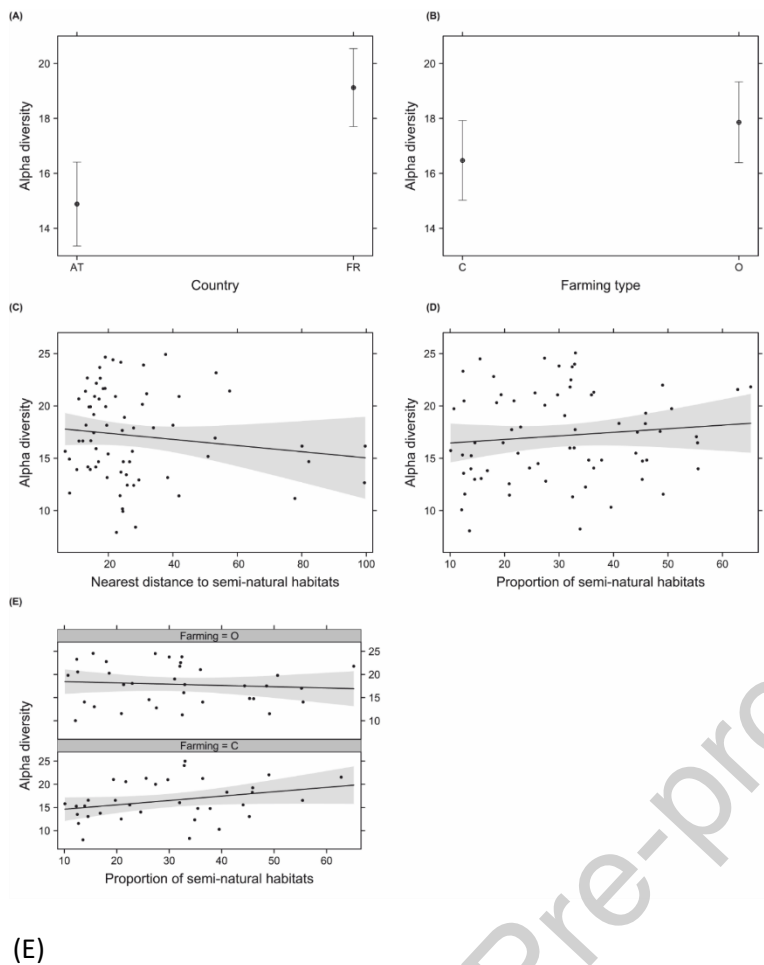 (A)
20
18
16
14
Alpha diversity
AT
FR
Country
(B)
20
18
16
14
Alpha diversity
C
O
Farming type
(C)
25
20
15
10
Alpha diversity
20
40
60
80
100
Nearest distance to semi-natural habitats
(D)
25
20
15
10
Alpha diversity
10
20
30
40
50
60
Proportion of semi-natural habitats
(E)
Farming = O
25
20
15
10
Alpha diversity
Farming = C
25
20
15
10
10
20
30
40
50
60
Proportion of semi-natural habitats
Pre-pro
(E)